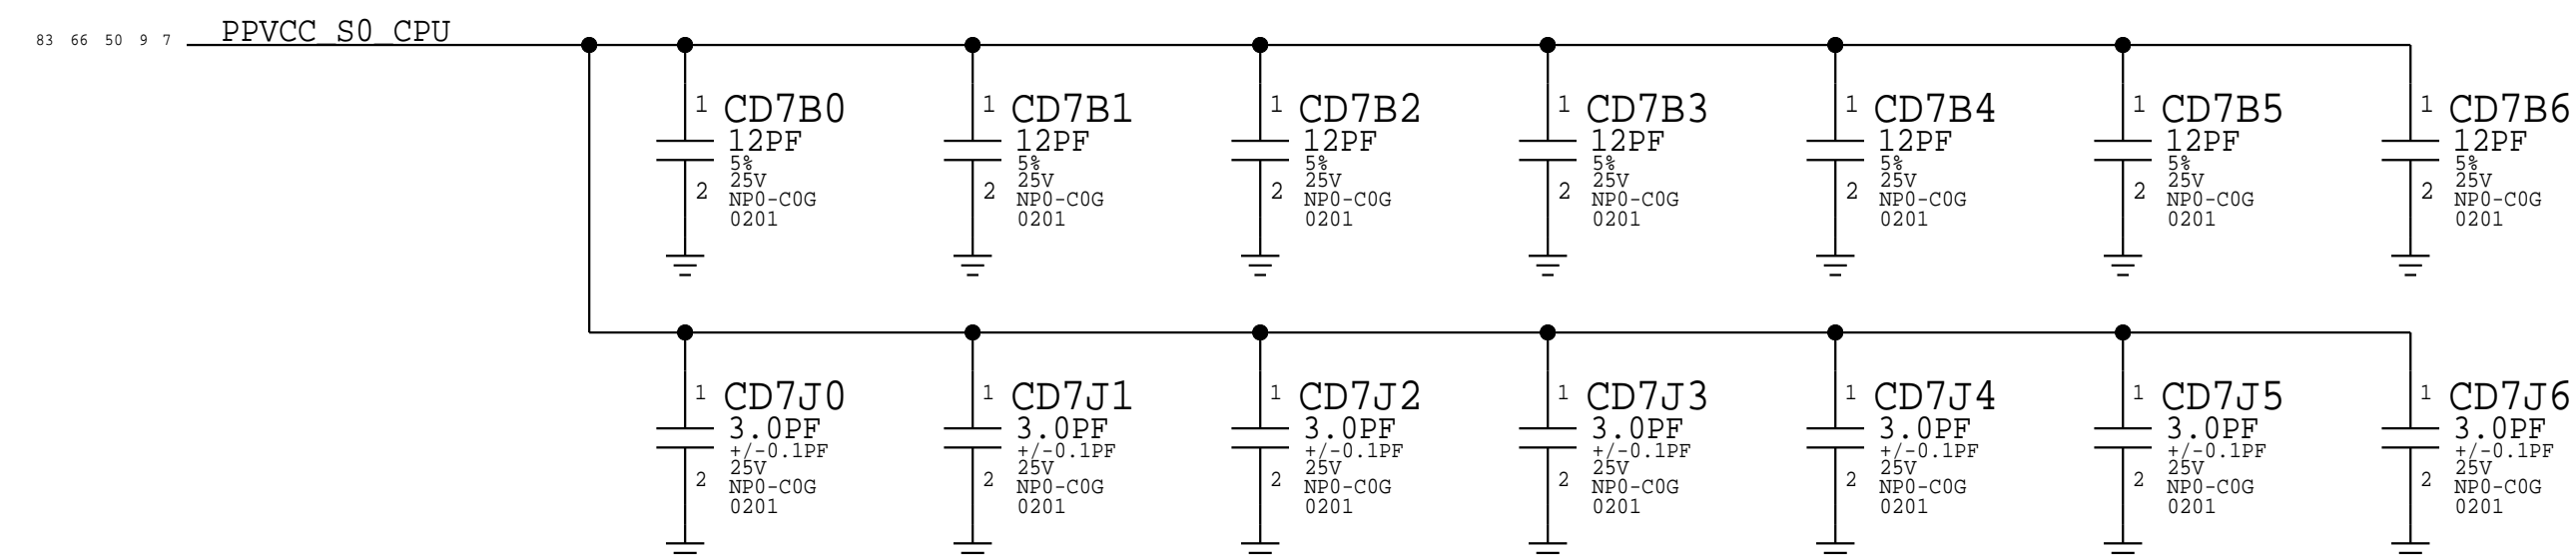 83 66 50 9 7 PPVCC_S0_CPU
1 CD7B0 1 CD7B1 1 CD7B2 1 CD7B3 1 CD7B4 1 CD7B5 1 CD7B6
12PF 12PF 12PF 12PF 12PF 12PF 12PF
5% 5% 5% 5% 5% 5% 5%
25V 25V 25V 25V 25V 25V 25V
2 NP0-C0G 2 NP0-C0G 2 NP0-C0G 2 NP0-C0G 2 NP0-C0G 2 NP0-C0G 2 NP0-C0G
0201 0201 0201 0201 0201 0201 0201
1 CD7J0 1 CD7J1 1 CD7J2 1 CD7J3 1 CD7J4 1 CD7J5 1 CD7J6
3.0PF 3.0PF 3.0PF 3.0PF 3.0PF 3.0PF 3.0PF
+/-0.1PF +/-0.1PF +/-0.1PF +/-0.1PF +/-0.1PF +/-0.1PF +/-0.1PF
25V 25V 25V 25V 25V 25V 25V
2 NP0-C0G 2 NP0-C0G 2 NP0-C0G 2 NP0-C0G 2 NP0-C0G 2 NP0-C0G 2 NP0-C0G
0201 0201 0201 0201 0201 0201 0201